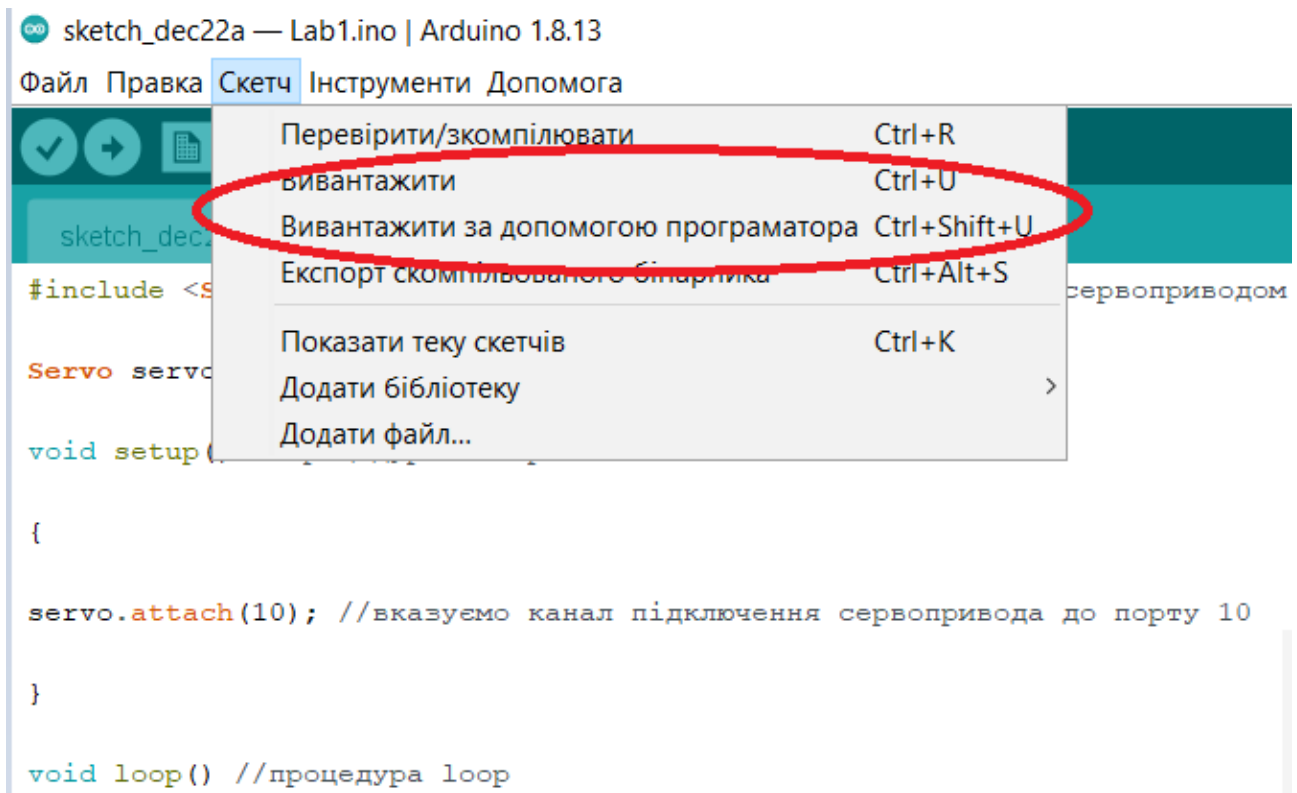 sketch_dec22a — Lab1.ino | Arduino 1.8.13
Файл Правка Скетч Інструменти Допомога
Перевірити/зкомпілювати Ctrl+R
Вивантажити Ctrl+U
Вивантажити за допомогою програматора Ctrl+Shift+U
sketch_dec
Експорт скомпільованого бінарника Ctrl+Alt+S
#include <S сервоприводом
Показати теку скетчів Ctrl+K
Servo servo
Додати бібліотеку
Додати файл...
void setup(
{
servo.attach(10); //вказуємо канал підключення сервопривода до порту 10
}
void loop() //процедура loop